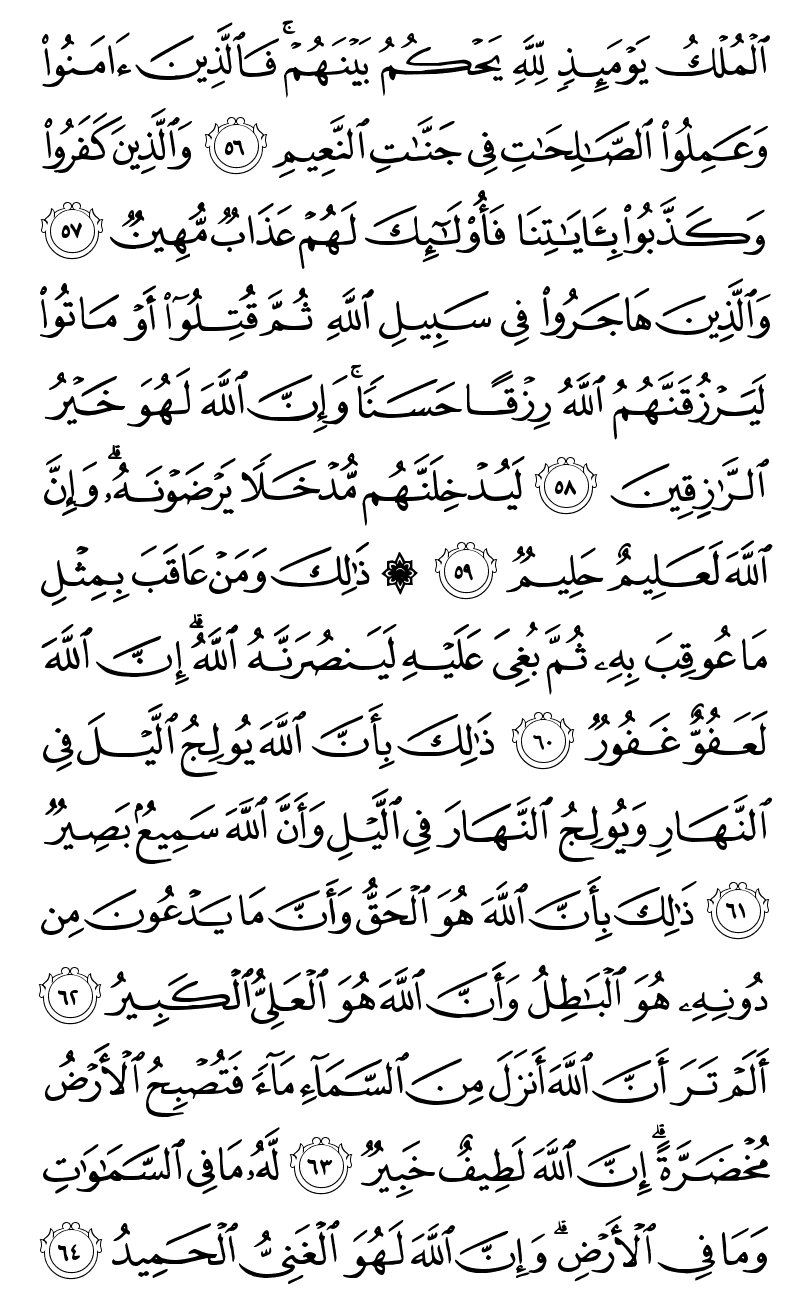 ٱلْمُلْكُ يَوْمَئِذٍ لِّلَّهِ يَحْكُمُ بَيْنَهُمْ ۚ فَٱلَّذِينَ ءَامَنُوا۟
وَعَمِلُوا۟ ٱلصَّـٰلِحَـٰتِ فِى جَنَّـٰتِ ٱلنَّعِيمِ ٥٦ وَٱلَّذِينَ كَفَرُوا۟
وَكَذَّبُوا۟ بِـَٔايَـٰتِنَا فَأُو۟لَـٰٓئِكَ لَهُمْ عَذَابٌ مُّهِينٌ ٥٧
وَٱلَّذِينَ هَاجَرُوا۟ فِى سَبِيلِ ٱللَّهِ ثُمَّ قُتِلُوٓا۟ أَوْ مَاتُوا۟
لَيَرْزُقَنَّهُمُ ٱللَّهُ رِزْقًا حَسَنًا ۚ وَإِنَّ ٱللَّهَ لَهُوَ خَيْرُ
ٱلرَّٰزِقِينَ ٥٨ لَيُدْخِلَنَّهُم مُّدْخَلًا يَرْضَوْنَهُۥ ۗ وَإِنَّ
ٱللَّهَ لَعَلِيمٌ حَلِيمٌ ٥٩ ۞ ذَٰلِكَ وَمَنْ عَاقَبَ بِمِثْلِ
مَا عُوقِبَ بِهِۦ ثُمَّ بُغِىَ عَلَيْهِ لَيَنصُرَنَّهُ ٱللَّهُ ۗ إِنَّ ٱللَّهَ
لَعَفُوٌّ غَفُورٌ ٦٠ ذَٰلِكَ بِأَنَّ ٱللَّهَ يُولِجُ ٱلَّيْلَ فِى
ٱلنَّهَارِ وَيُولِجُ ٱلنَّهَارَ فِى ٱلَّيْلِ وَأَنَّ ٱللَّهَ سَمِيعٌۢ بَصِيرٌ
٦١ ذَٰلِكَ بِأَنَّ ٱللَّهَ هُوَ ٱلْحَقُّ وَأَنَّ مَا يَدْعُونَ مِن
دُونِهِۦ هُوَ ٱلْبَـٰطِلُ وَأَنَّ ٱللَّهَ هُوَ ٱلْعَلِىُّ ٱلْكَبِيرُ ٦٢
أَلَمْ تَرَ أَنَّ ٱللَّهَ أَنزَلَ مِنَ ٱلسَّمَآءِ مَآءً فَتُصْبِحُ ٱلْأَرْضُ
مُخْضَرَّةً ۗ إِنَّ ٱللَّهَ لَطِيفٌ خَبِيرٌ ٦٣ لَّهُۥ مَا فِى ٱلسَّمَـٰوَٰتِ
وَمَا فِى ٱلْأَرْضِ ۗ وَإِنَّ ٱللَّهَ لَهُوَ ٱلْغَنِىُّ ٱلْحَمِيدُ ٦٤